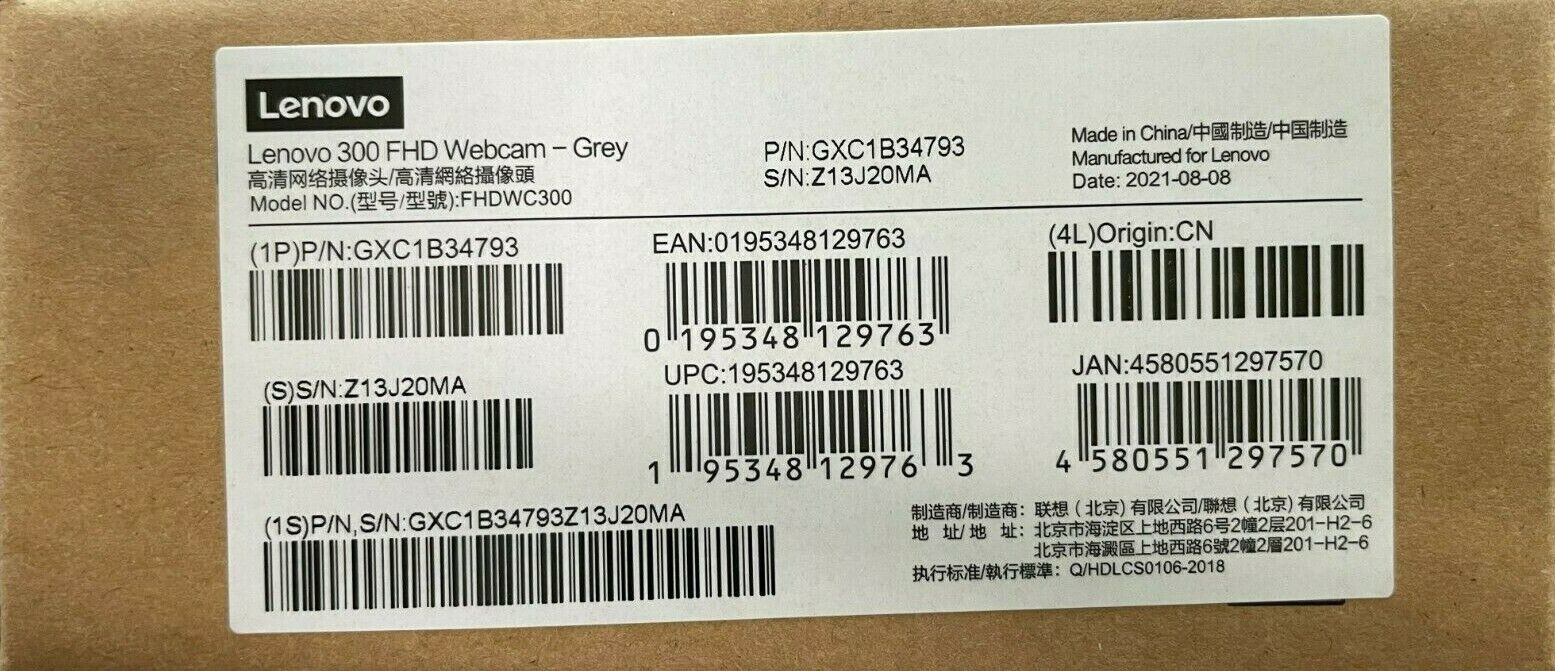 Lenovo
Lenovo 300 FHD Webcam – Grey
高清网络摄像头/高清網絡攝像頭
Model NO.(型号/型號):FHDWC300
P/N:GXC1B34793
S/N:Z13J20MA
Made in China/中國制造/中国制造
Manufactured for Lenovo
Date: 2021-08-08
(1P)P/N:GXC1B34793
EAN:0195348129763
0 195348 129763
(4L)Origin:CN
(S)S/N:Z13J20MA
UPC:195348129763
1 95348 12976 3
JAN:4580551297570
4 580551 297570
(1S)P/N,S/N:GXC1B34793Z13J20MA
制造商/制造商：联想（北京）有限公司/聯想（北京）有限公司
地 址/地 址：北京市海淀区上地西路6号2幢2层201-H2-6
北京市海澱區上地西路6號2幢2層201-H2-6
执行标准/執行標準：Q/HDLCS0106-2018